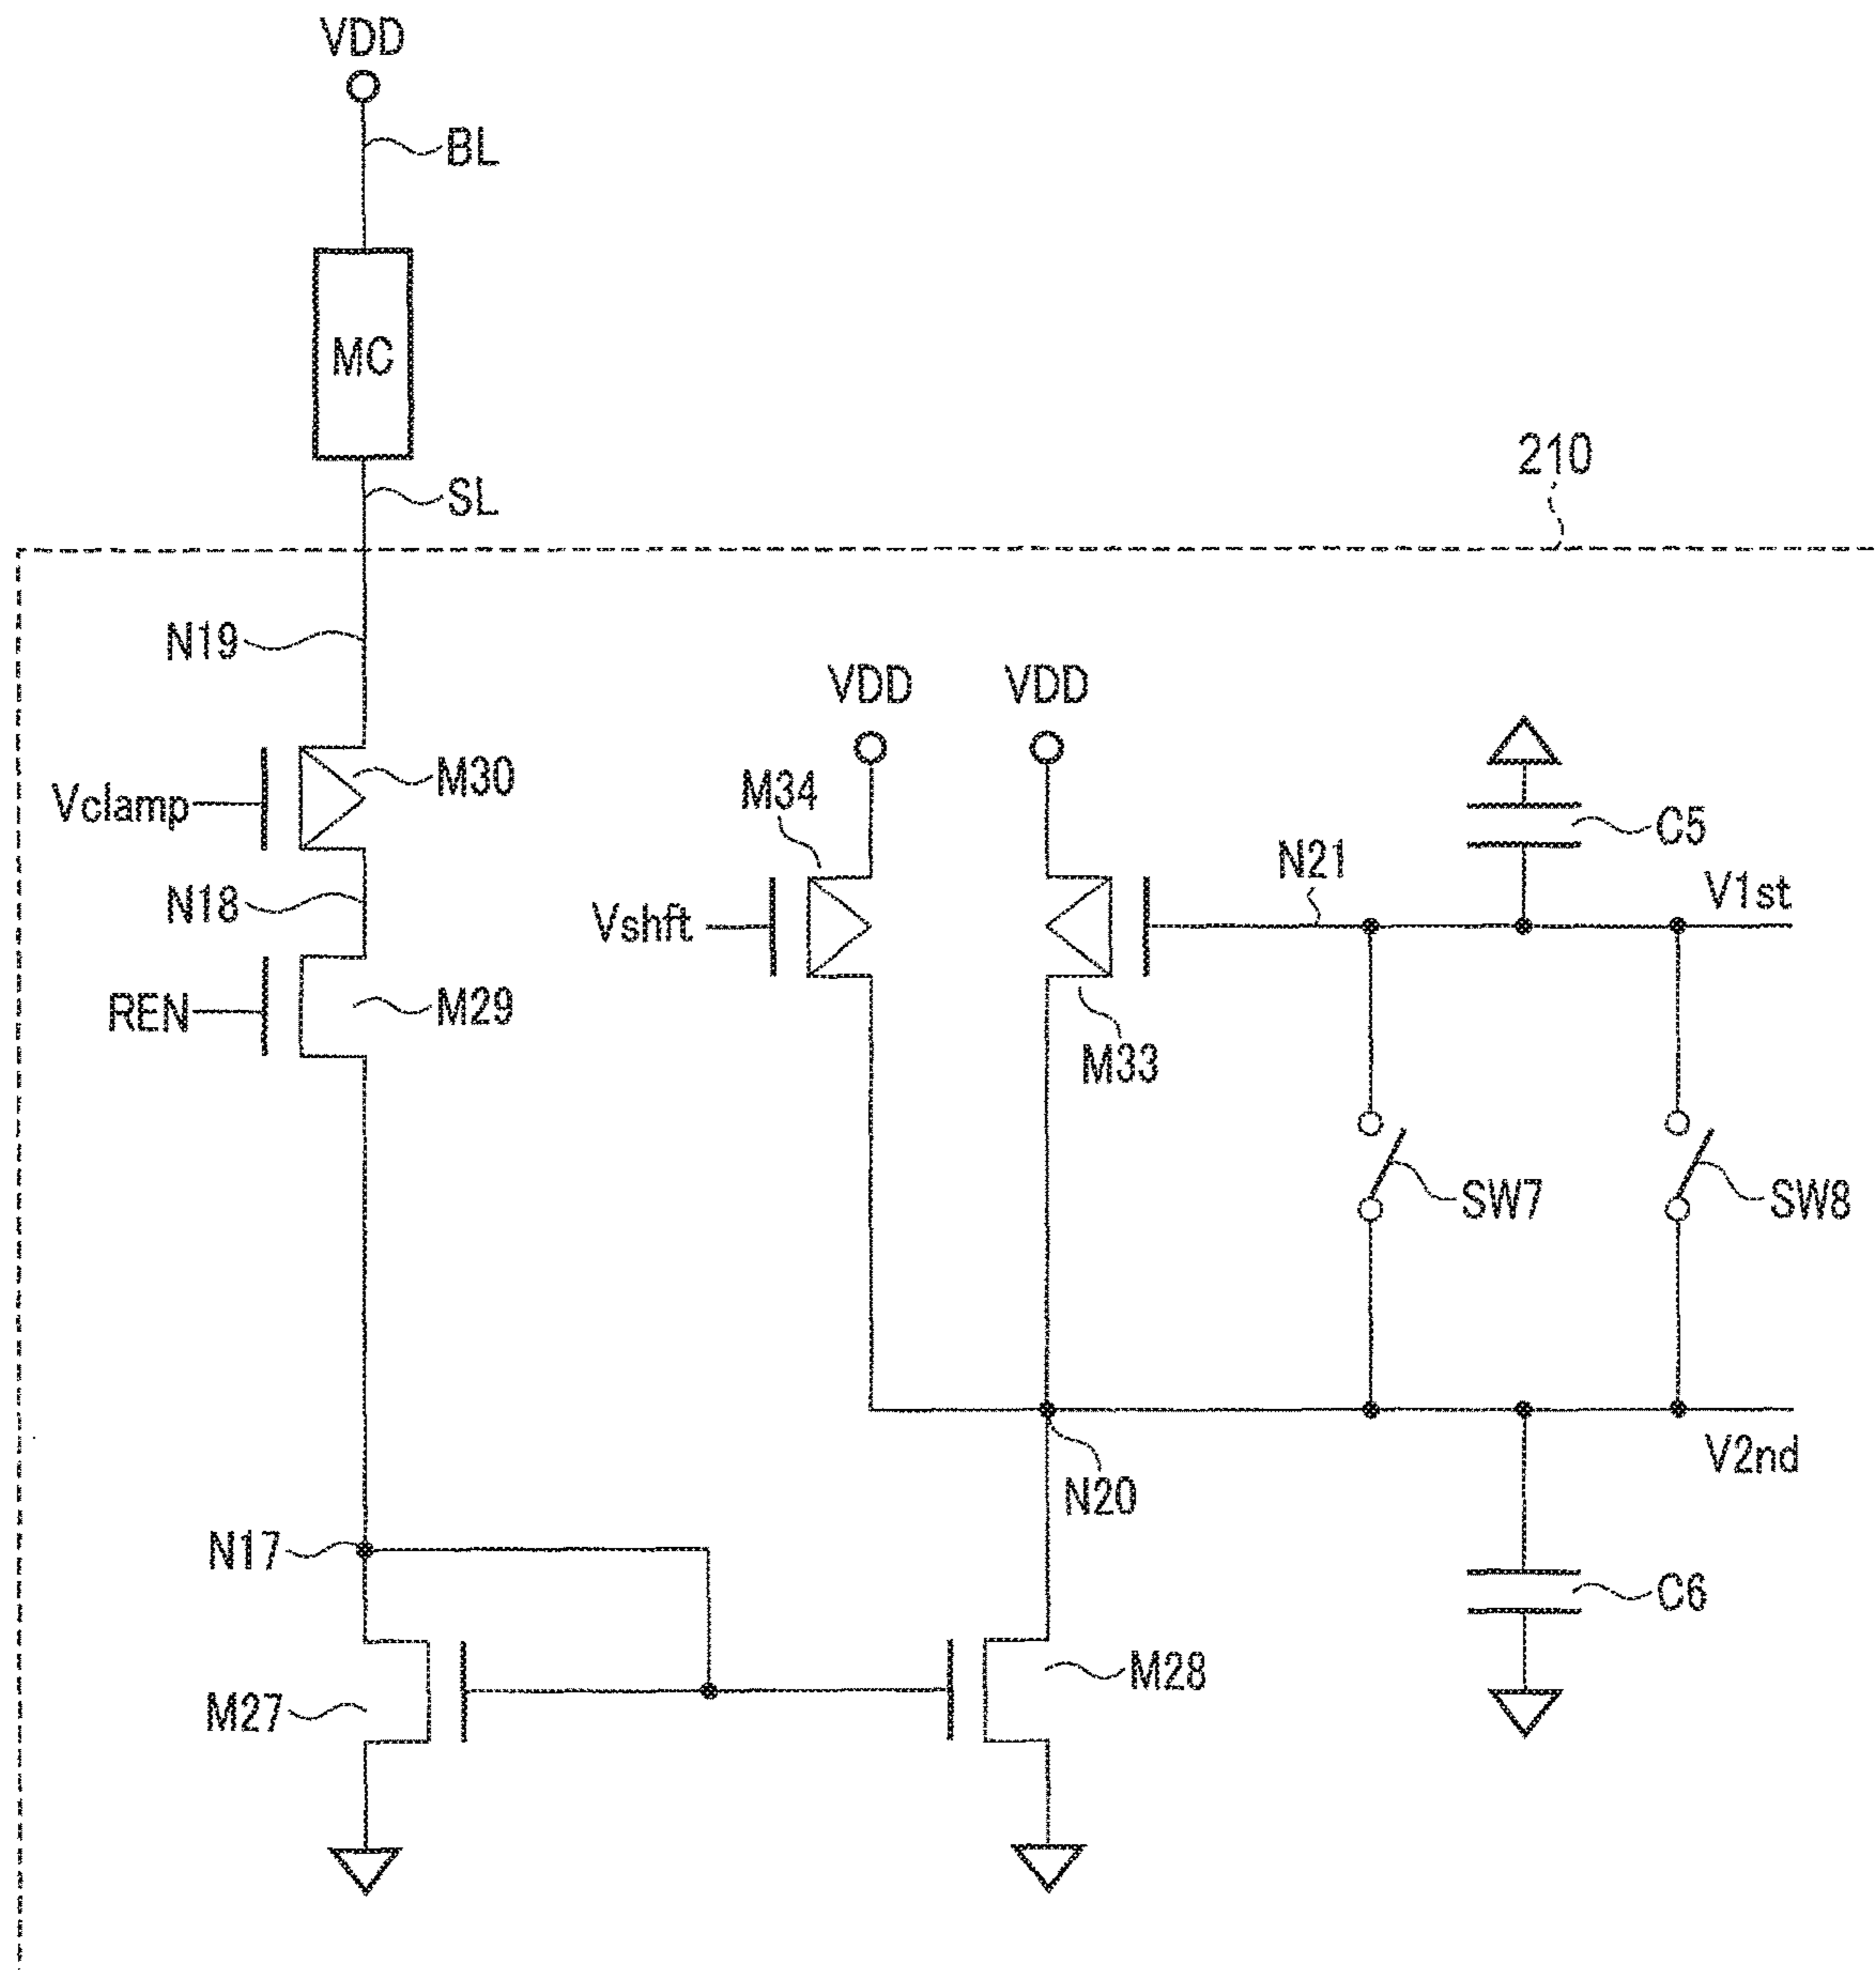 VDD
BL
MC
SL
210
N19
VDD
VDD
Vclamp
M30
M34
C5
N21
V1st
N18
Vshft
REN
M29
M33
SW7
SW8
V2nd
N20
N17
C6
M28
M27